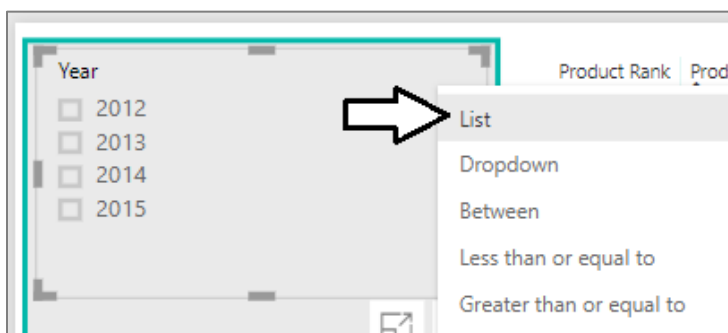 Year
2012
2013
2014
2015
Product Rank
Prod
List
Dropdown
Between
Less than or equal to
Greater than or equal to